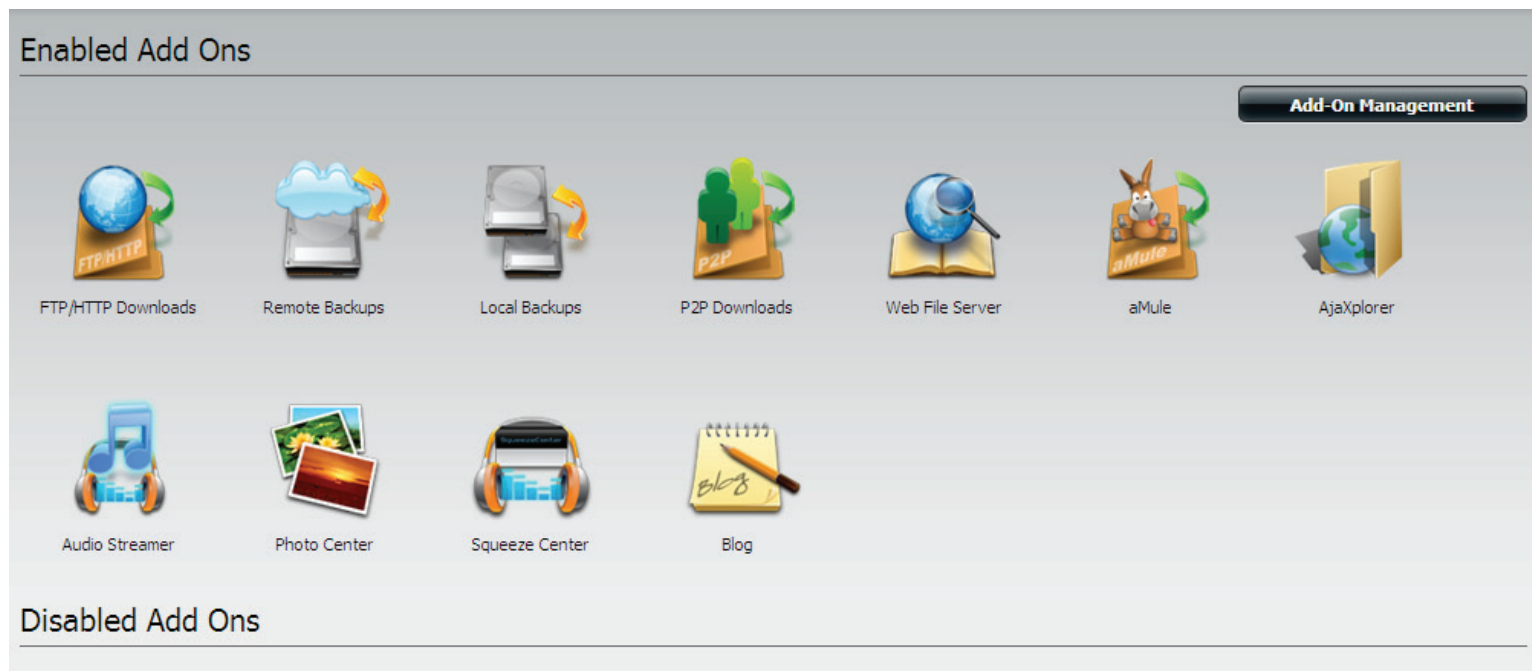 Enabled Add Ons
Add-On Management
FTP/HTTP
P2P
aMule
FTP/HTTP Downloads
Remote Backups
Local Backups
P2P Downloads
Web File Server
aMule
AjaXplorer
SqueezeCenter
Blog
Audio Streamer
Photo Center
Squeeze Center
Blog
Disabled Add Ons